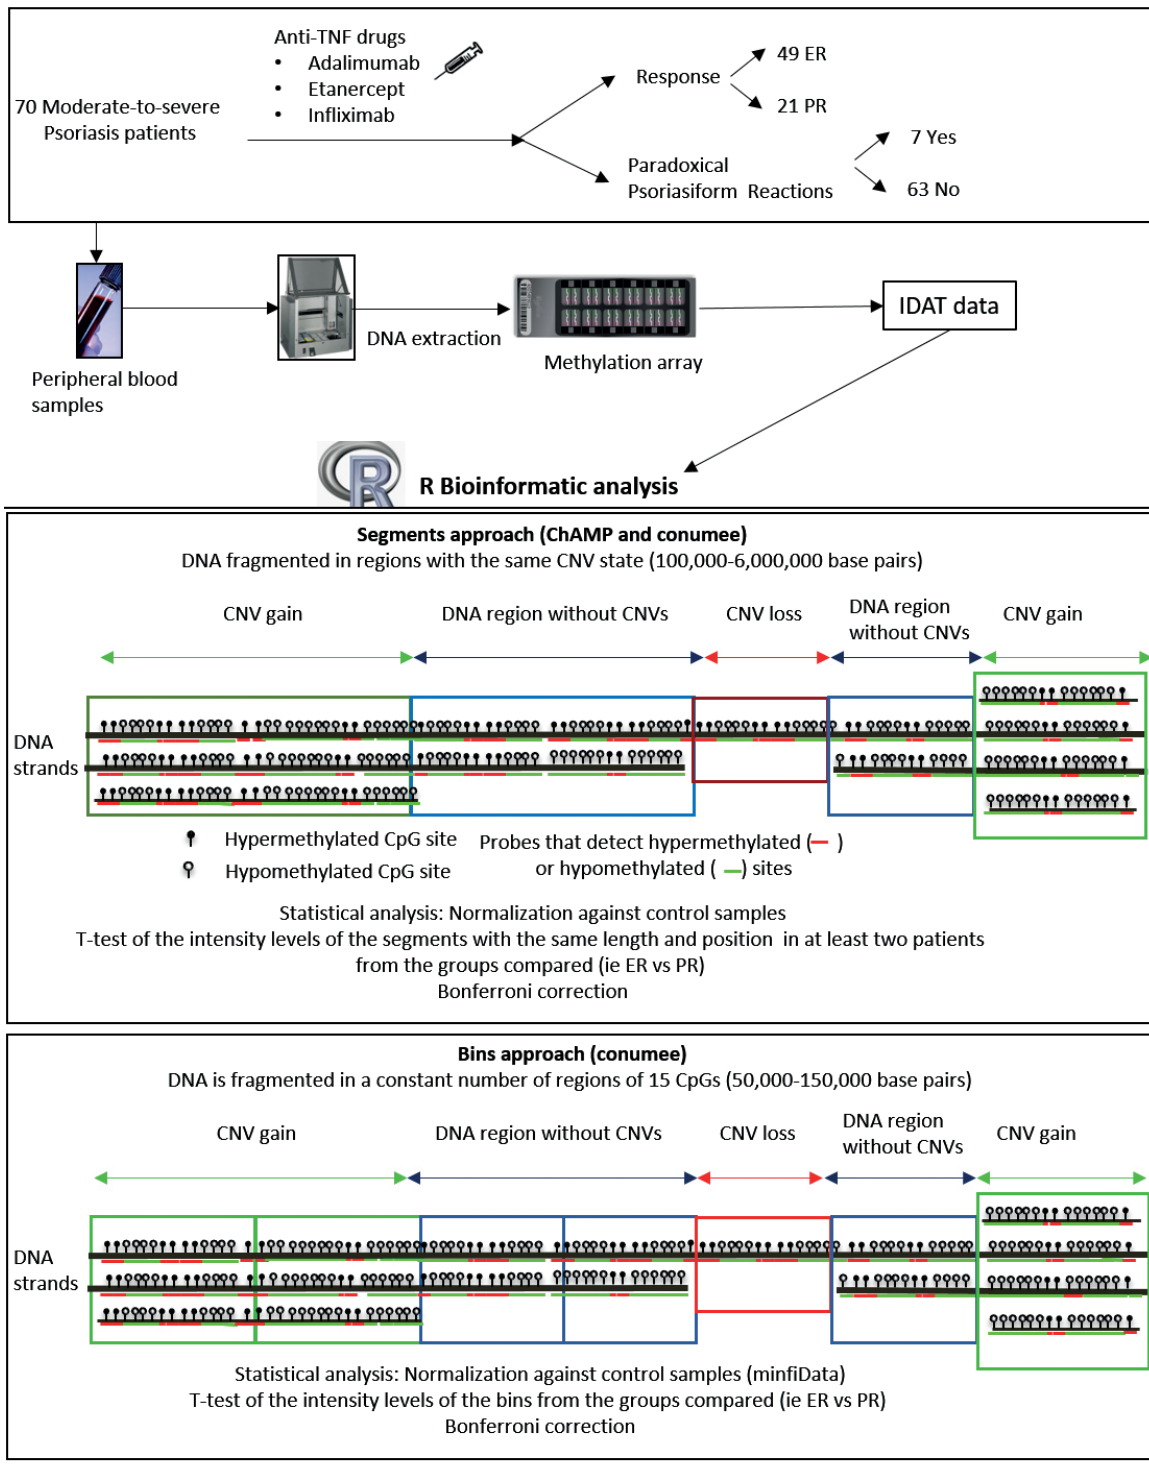 Anti-TNF drugs
• Adalimumab
• Etanercept
• Infliximab
70 Moderate-to-severe
Psoriasis patients
Response
49 ER
21 PR
Paradoxical
Psoriasiform Reactions
7 Yes
63 No
Peripheral blood
samples
DNA extraction
Methylation array
IDAT data
R
R Bioinformatic analysis
Segments approach (ChAMP and conumee)
DNA fragmented in regions with the same CNV state (100,000-6,000,000 base pairs)
CNV gain
DNA region without CNVs
CNV loss
DNA region
without CNVs
CNV gain
DNA
strands
Hypermethylated CpG site
Hypomethylated CpG site
Probes that detect hypermethylated ( )
or hypomethylated ( ) sites
Statistical analysis: Normalization against control samples
T-test of the intensity levels of the segments with the same length and position in at least two patients
from the groups compared (ie ER vs PR)
Bonferroni correction
Bins approach (conumee)
DNA is fragmented in a constant number of regions of 15 CpGs (50,000-150,000 base pairs)
CNV gain
DNA region without CNVs
CNV loss
DNA region
without CNVs
CNV gain
DNA
strands
Statistical analysis: Normalization against control samples (minfiData)
T-test of the intensity levels of the bins from the groups compared (ie ER vs PR)
Bonferroni correction